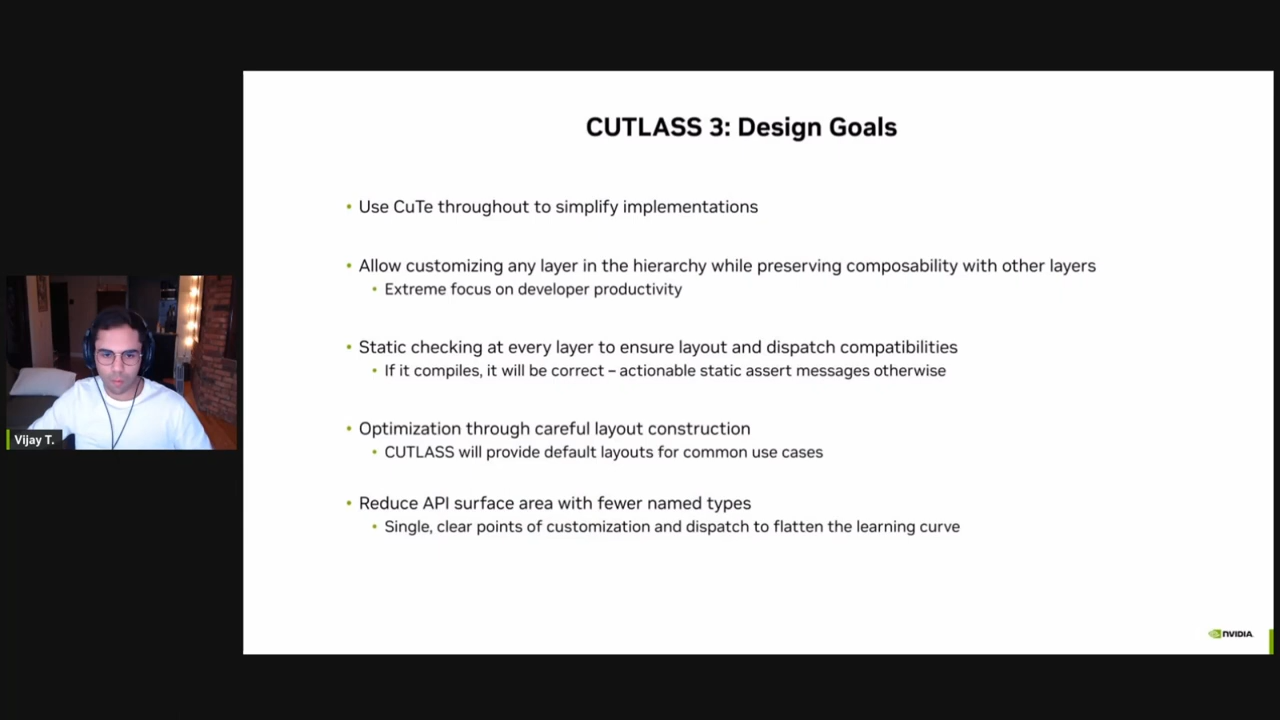 CUTLASS 3: Design Goals
• Use CuTe throughout to simplify implementations
• Allow customizing any layer in the hierarchy while preserving composability with other layers
• Extreme focus on developer productivity
• Static checking at every layer to ensure layout and dispatch compatibilities
• If it compiles, it will be correct – actionable static assert messages otherwise
• Optimization through careful layout construction
• CUTLASS will provide default layouts for common use cases
• Reduce API surface area with fewer named types
• Single, clear points of customization and dispatch to flatten the learning curve
Vijay T.
NVIDIA